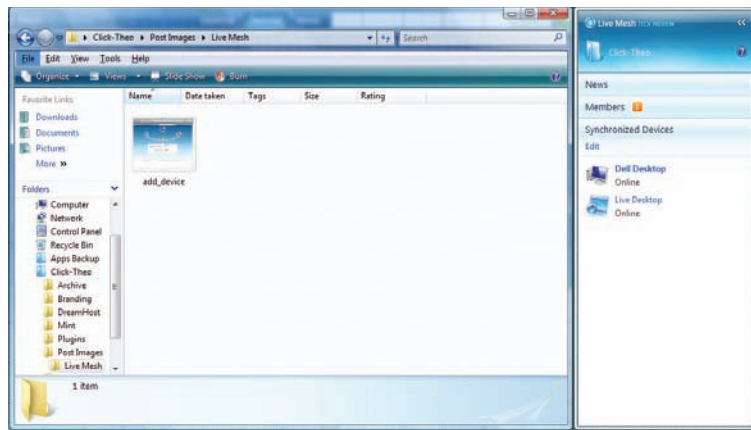 Click-Theo ▸ Post Images ▸ Live Mesh
Search
File Edit View Tools Help
Organize Views Slide Show Burn
Favorite Links
Downloads
Documents
Pictures
More »
Folders
Computer
Network
Control Panel
Recycle Bin
Apps Backup
Click-Theo
Archive
Branding
DreamHost
Mint
Plugins
Post Images
Live Mesh
Name Date taken Tags Size Rating
add_device
1 item
Live Mesh TECH PREVIEW
Click-Theo
News
Members
Synchronized Devices
Edit
Dell Desktop
Online
Live Desktop
Online